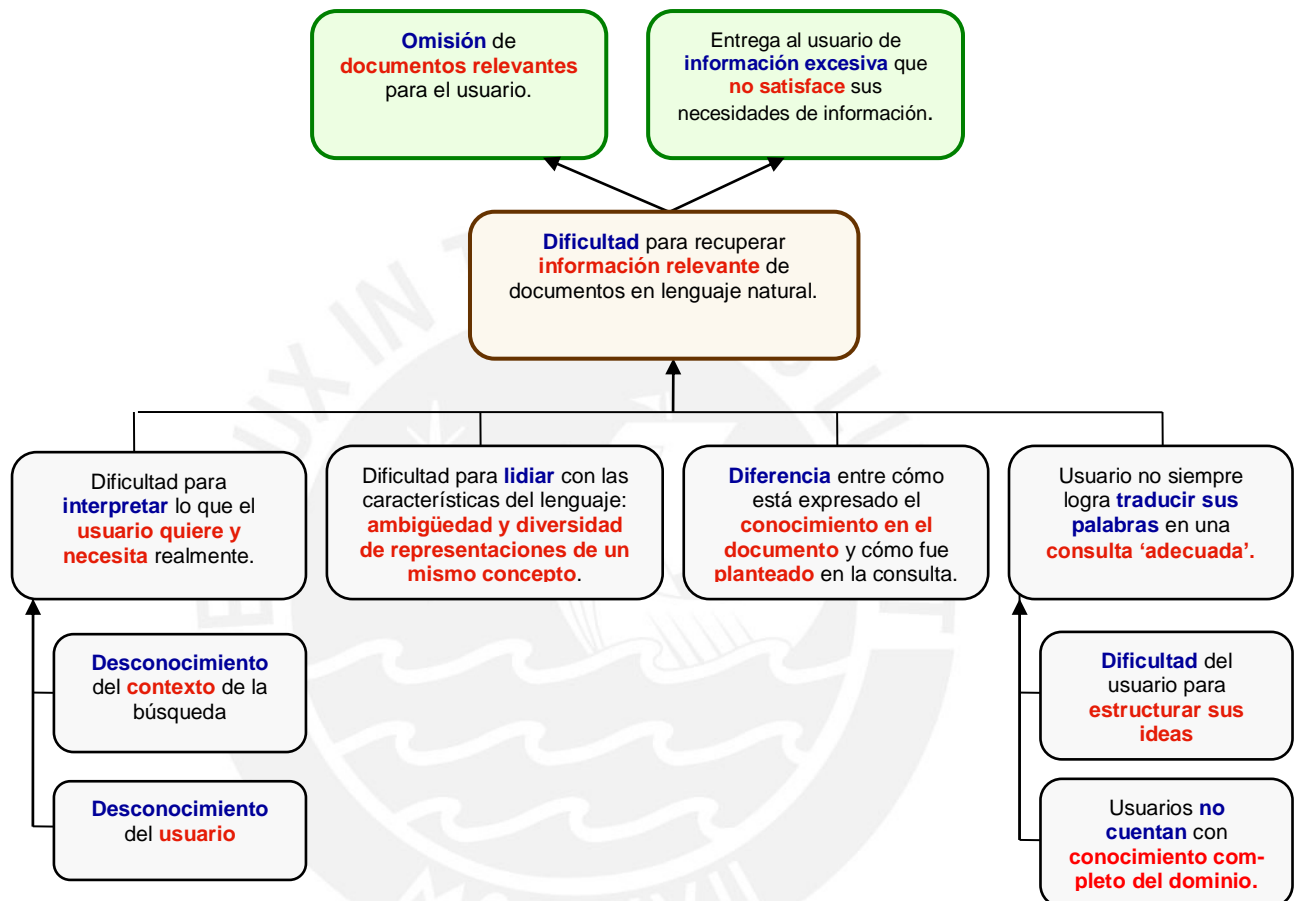 Omisión de
documentos relevantes
para el usuario.
Entrega al usuario de
información excesiva que
no satisface sus
necesidades de información.
Dificultad para recuperar
información relevante de
documentos en lenguaje natural.
Dificultad para
interpretar lo que el
usuario quiere y
necesita realmente.
Dificultad para lidiar con las
características del lenguaje:
ambigüedad y diversidad
de representaciones de un
mismo concepto.
Diferencia entre cómo
está expresado el
conocimiento en el
documento y cómo fue
planteado en la consulta.
Usuario no siempre
logra traducir sus
palabras en una
consulta ‘adecuada’.
Desconocimiento
del contexto de la
búsqueda
Desconocimiento
del usuario
Dificultad del
usuario para
estructurar sus
ideas
Usuarios no
cuentan con
conocimiento com-
pleto del dominio.